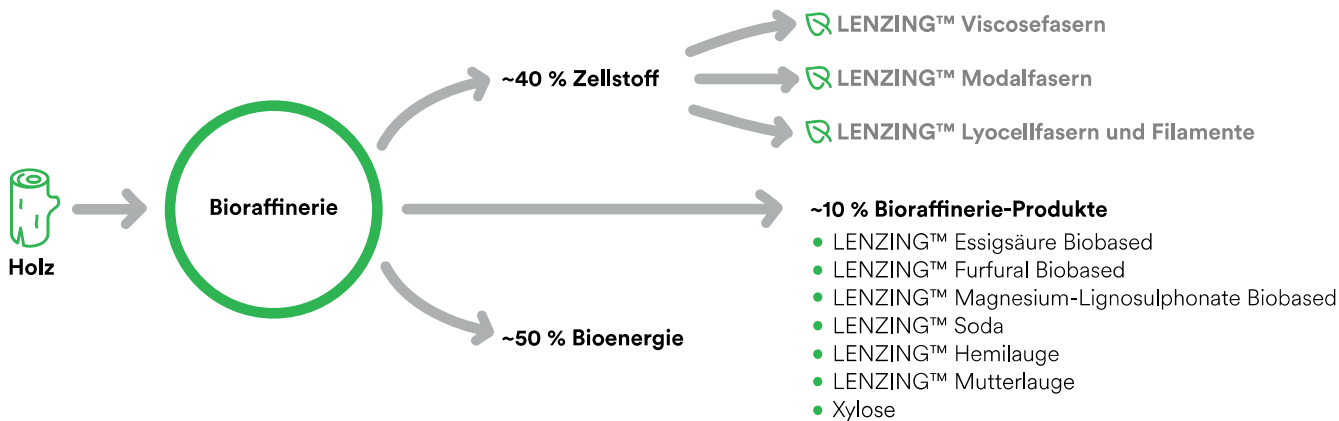 LENZING™ Viscosefasern
~40 % Zellstoff
LENZING™ Modalfasern
LENZING™ Lyocellfasern und Filamente
Holz
Bioraffinerie
~10 % Bioraffinerie-Produkte
LENZING™ Essigsäure Biobased
LENZING™ Furfural Biobased
LENZING™ Magnesium-Lignosulphonate Biobased
LENZING™ Soda
LENZING™ Hemilauge
LENZING™ Mutterlauge
Xylose
~50 % Bioenergie